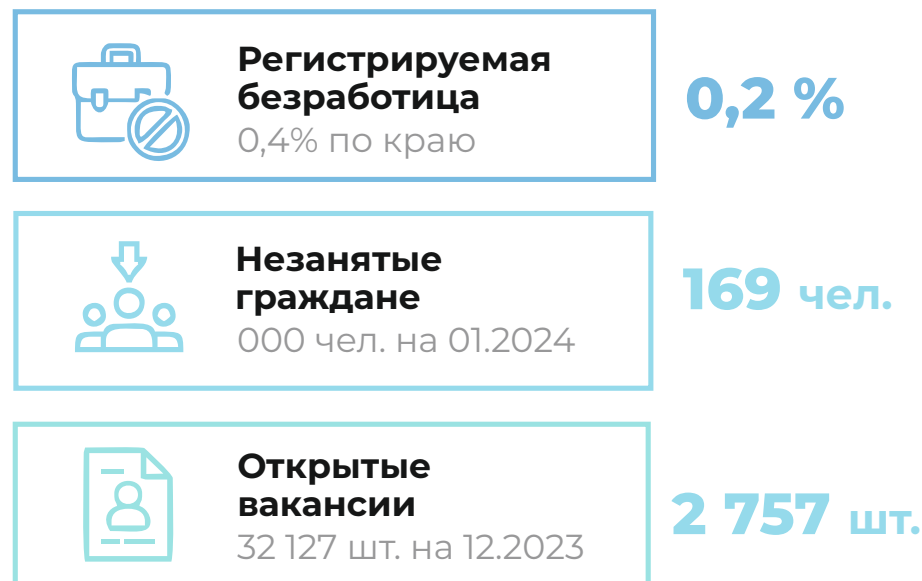 Регистрируемая
безработица
0,4% по краю
0,2 %
Незанятые
граждане
000 чел. на 01.2024
169 чел.
Открытые
вакансии
32 127 шт. на 12.2023
2 757 шт.